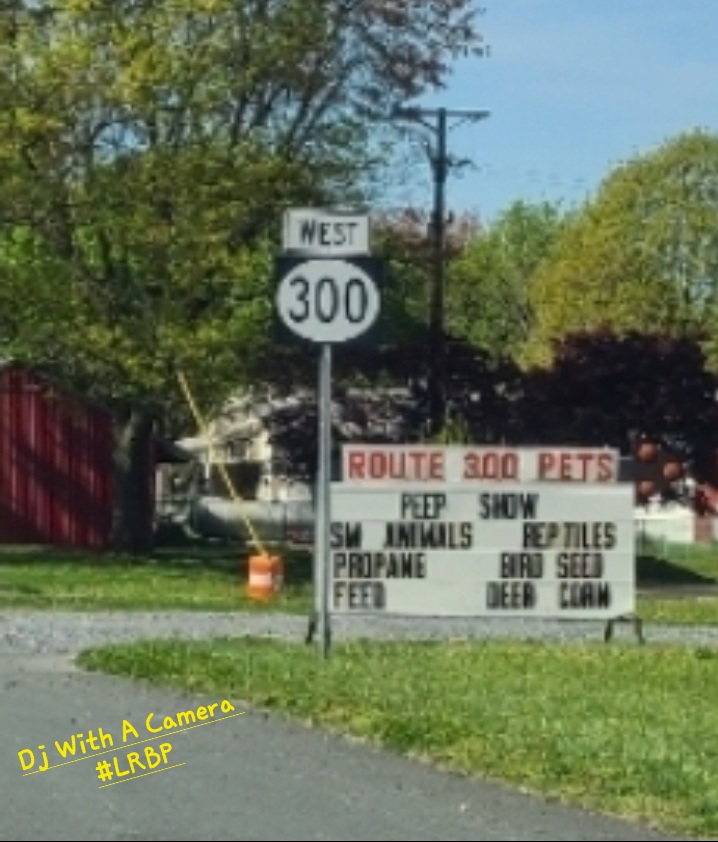 WEST
300
ROUTE 300 PETS
PEEP SHOW
SM ANIMALS REPTILES
PROPANE BIRD SEED
FEED DEER CORN
Dj With A Camera
#LRBP